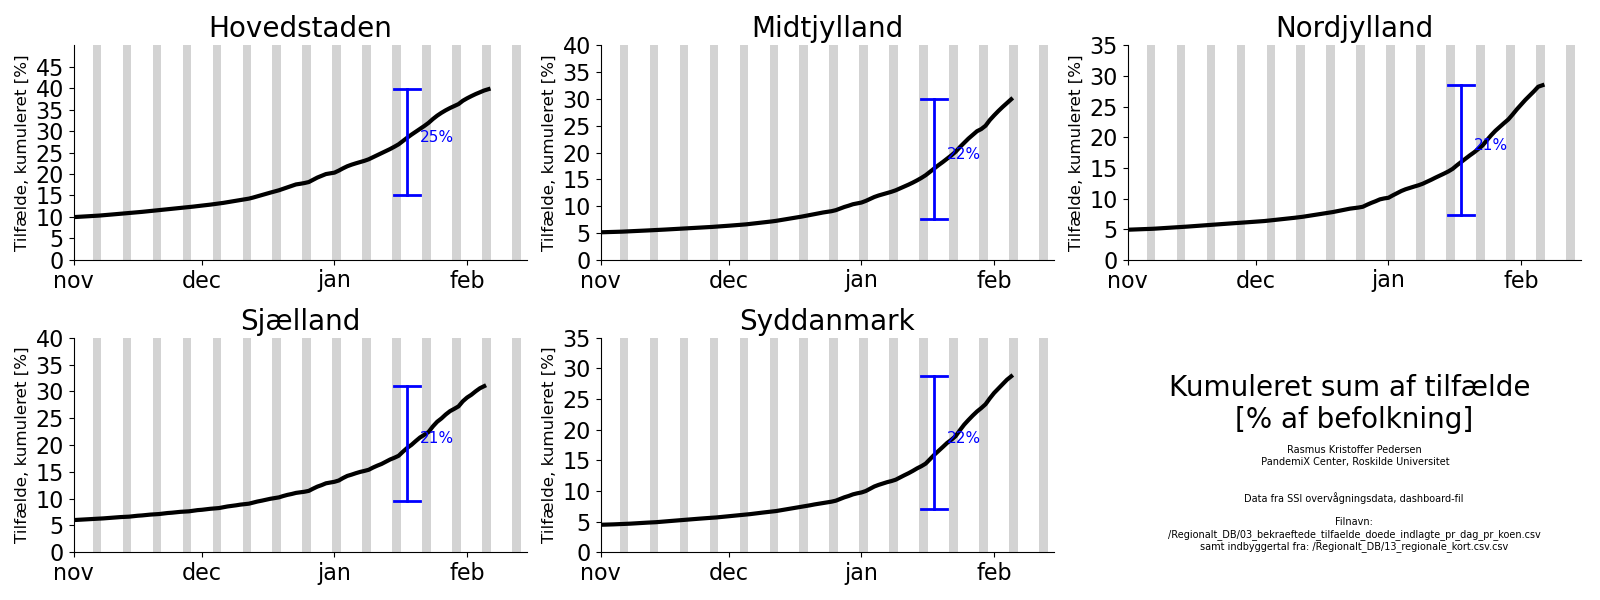 Hovedstaden
Tilfælde, kumuleret [%]
45
40
35
30
25
20
15
10
5
0
25%
nov dec jan feb
Midtjylland
Tilfælde, kumuleret [%]
40
35
30
25
20
15
10
5
0
22%
nov dec jan feb
Nordjylland
Tilfælde, kumuleret [%]
35
30
25
20
15
10
5
0
21%
nov dec jan feb
Sjælland
Tilfælde, kumuleret [%]
40
35
30
25
20
15
10
5
0
21%
nov dec jan feb
Syddanmark
Tilfælde, kumuleret [%]
35
30
25
20
15
10
5
0
22%
nov dec jan feb
Kumuleret sum af tilfælde
[% af befolkning]
Rasmus Kristoffer Pedersen
PandemiX Center, Roskilde Universitet
Data fra SSI overvågningsdata, dashboard-fil
Filnavn:
/Regionalt_DB/03_bekraeftede_tilfaelde_doede_indlagte_pr_dag_pr_koen.csv
samt indbyggertal fra: /Regionalt_DB/13_regionale_kort.csv.csv